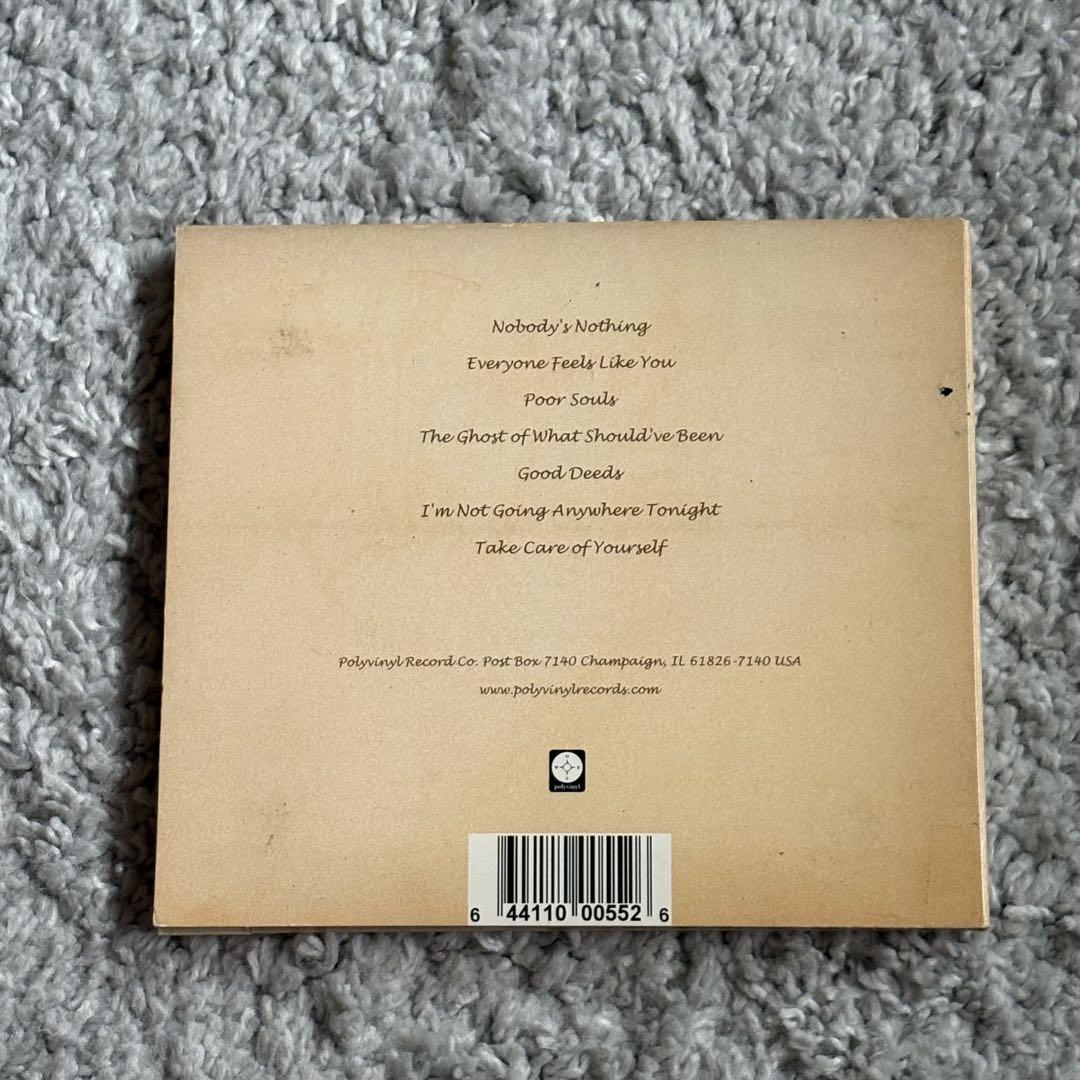 Nobody's Nothing
Everyone Feels Like You
Poor Souls
The Ghost of What Should've Been
Good Deeds
I'm Not Going Anywhere Tonight
Take Care of Yourself
Polyvinyl Record Co. Post Box 7140 Champaign, IL 61826-7140 USA
www.polyvinylrecords.com
polyvinyl
6 44110 00552 6